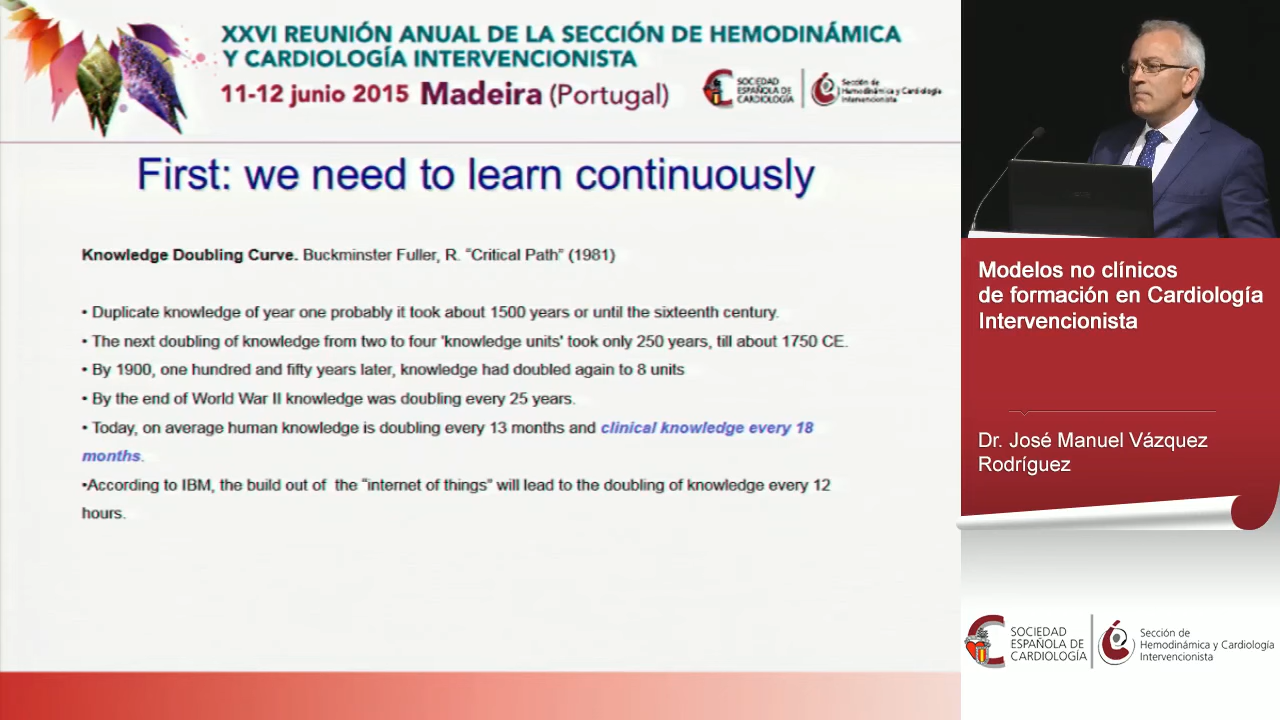 XXVI REUNIÓN ANUAL DE LA SECCIÓN DE HEMODINÁMICA
Y CARDIOLOGÍA INTERVENCIONISTA
11-12 junio 2015 Madeira (Portugal)
SOCIEDAD
ESPAÑOLA DE
CARDIOLOGÍA
Sección de
Hemodinámica y Cardiología
Intervencionista
First: we need to learn continuously
Knowledge Doubling Curve. Buckminster Fuller, R. “Critical Path” (1981)
• Duplicate knowledge of year one probably it took about 1500 years or until the sixteenth century.
• The next doubling of knowledge from two to four 'knowledge units' took only 250 years, till about 1750 CE.
• By 1900, one hundred and fifty years later, knowledge had doubled again to 8 units
• By the end of World War II knowledge was doubling every 25 years.
• Today, on average human knowledge is doubling every 13 months and clinical knowledge every 18
months.
•According to IBM, the build out of the “internet of things” will lead to the doubling of knowledge every 12
hours.
Modelos no clínicos
de formación en Cardiología
Intervencionista
Dr. José Manuel Vázquez
Rodríguez
SOCIEDAD
ESPAÑOLA DE
CARDIOLOGÍA
Sección de
Hemodinámica y Cardiología
Intervencionista